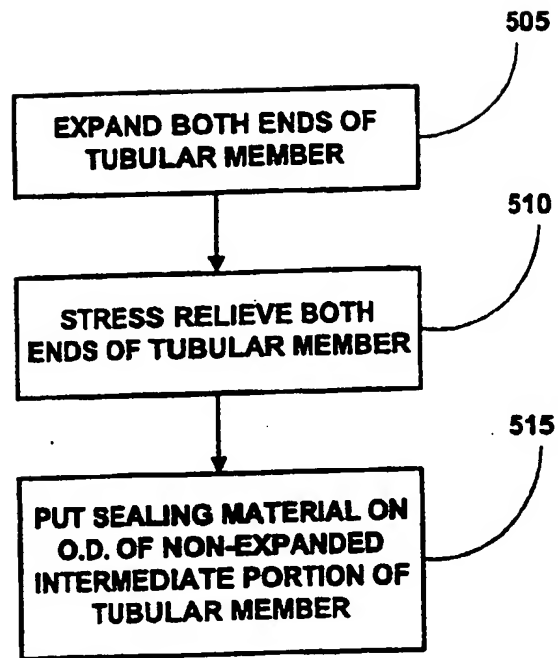 505
EXPAND BOTH ENDS OF
TUBULAR MEMBER
510
STRESS RELIEVE BOTH
ENDS OF TUBULAR MEMBER
515
PUT SEALING MATERIAL ON
O.D. OF NON-EXPANDED
INTERMEDIATE PORTION OF
TUBULAR MEMBER